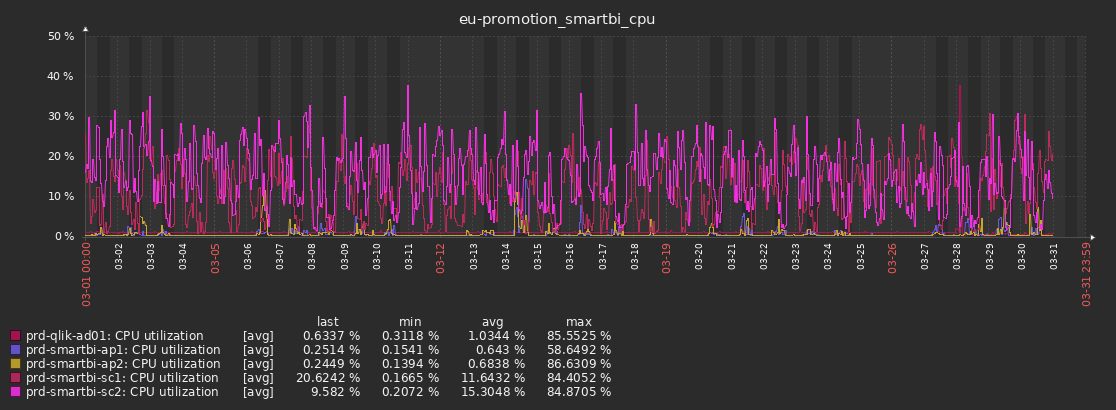 eu-promotion_smartbi_cpu
50 %
40 %
30 %
20 %
10 %
0 %
03-01 00:00 03-02 03-03 03-04 03-05 03-06 03-07 03-08 03-09 03-10 03-11 03-12 03-13 03-14 03-15 03-16 03-17 03-18 03-19 03-20 03-21 03-22 03-23 03-24 03-25 03-26 03-27 03-28 03-29 03-30 03-31 03-31 23:59
last min avg max
prd-qlik-ad01: CPU utilization [avg] 0.6337 % 0.3118 % 1.0344 % 85.5525 %
prd-smartbi-ap1: CPU utilization [avg] 0.2514 % 0.1541 % 0.643 % 58.6492 %
prd-smartbi-ap2: CPU utilization [avg] 0.2449 % 0.1394 % 0.6838 % 86.6309 %
prd-smartbi-sc1: CPU utilization [avg] 20.6242 % 0.1665 % 11.6432 % 84.4052 %
prd-smartbi-sc2: CPU utilization [avg] 9.582 % 0.2072 % 15.3048 % 84.8705 %